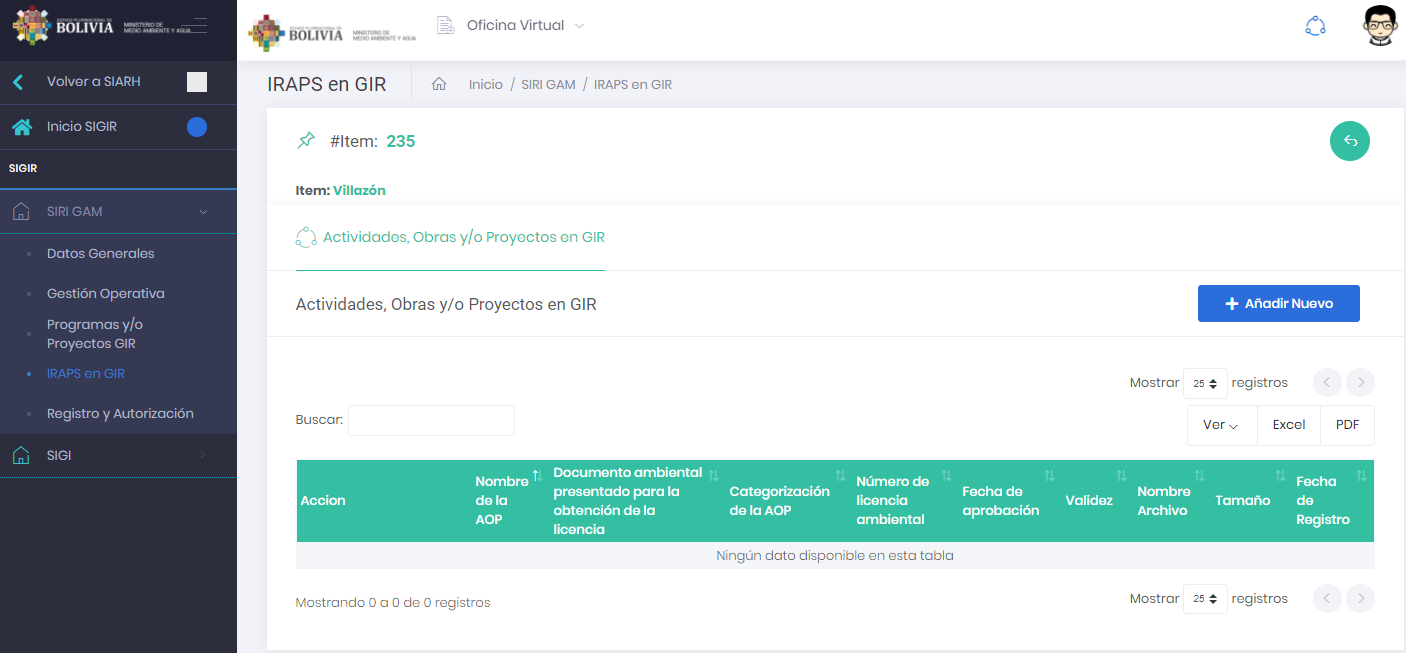 ESTADO PLURINACIONAL DE
BOLIVIA
MINISTERIO DE
MEDIO AMBIENTE Y AGUA
Volver a SIARH
Inicio SIGIR
SIGIR
SIRI GAM
Datos Generales
Gestión Operativa
Programas y/o
Proyectos GIR
IRAPS en GIR
Registro y Autorización
SIGI
ESTADO PLURINACIONAL DE
BOLIVIA
MINISTERIO DE
MEDIO AMBIENTE Y AGUA
Oficina Virtual
IRAPS en GIR
Inicio / SIRI GAM / IRAPS en GIR
#Item: 235
Item: Villazón
Actividades, Obras y/o Proyectos en GIR
Actividades, Obras y/o Proyectos en GIR
+ Añadir Nuevo
Mostrar 25 registros
Buscar:
Ver
Excel
PDF
Accion
Nombre
de la
AOP
Documento ambiental
presentado para la
obtención de la
licencia
Categorización
de la AOP
Número de
licencia
ambiental
Fecha de
aprobación
Validez
Nombre
Archivo
Tamaño
Fecha
de
Registro
Ningún dato disponible en esta tabla
Mostrando 0 a 0 de 0 registros
Mostrar 25 registros